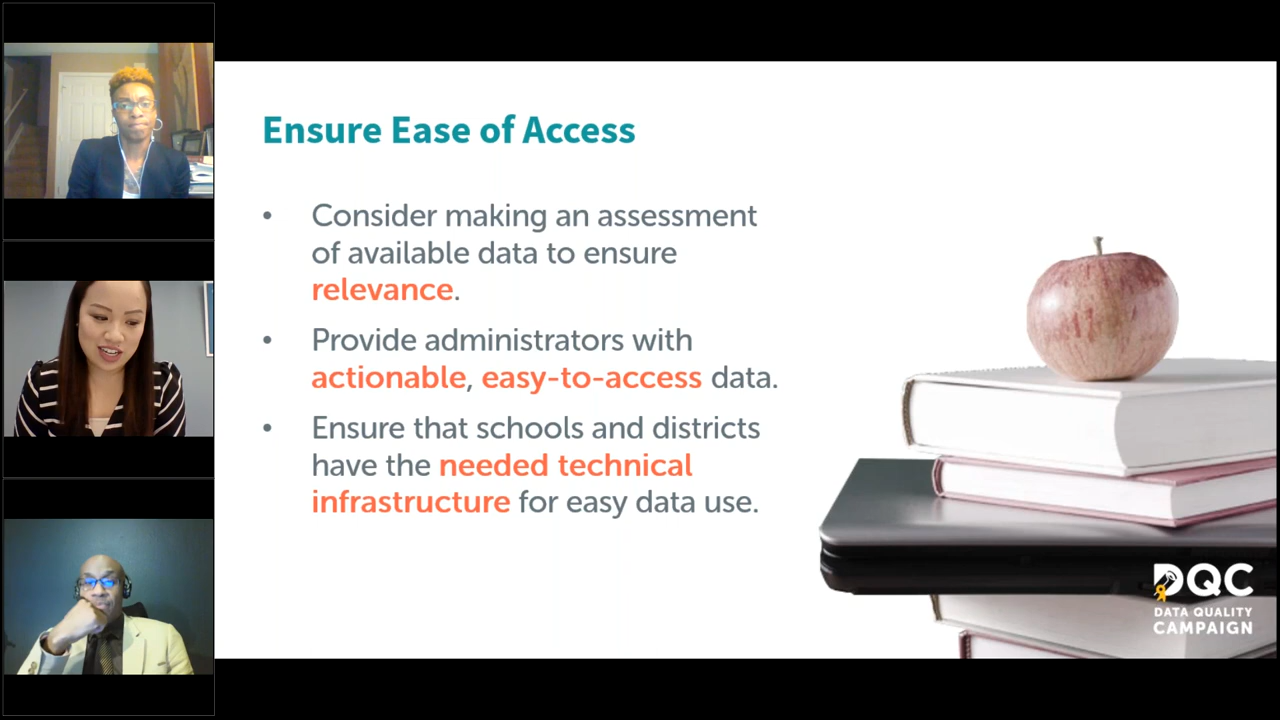 Ensure Ease of Access
• Consider making an assessment
of available data to ensure
relevance.
• Provide administrators with
actionable, easy-to-access data.
• Ensure that schools and districts
have the needed technical
infrastructure for easy data use.
DQC
DATA QUALITY
CAMPAIGN